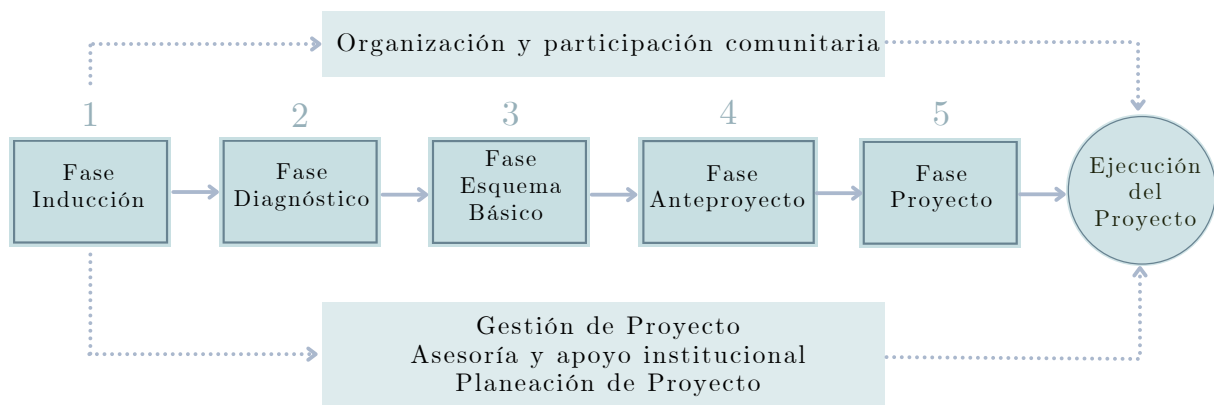 Organización y participación comunitaria
1
2
3
4
5
Fase
Inducción
Fase
Diagnóstico
Fase
Esquema
Básico
Fase
Anteproyecto
Fase
Proyecto
Ejecución
del
Proyecto
Gestión de Proyecto
Asesoría y apoyo institucional
Planeación de Proyecto